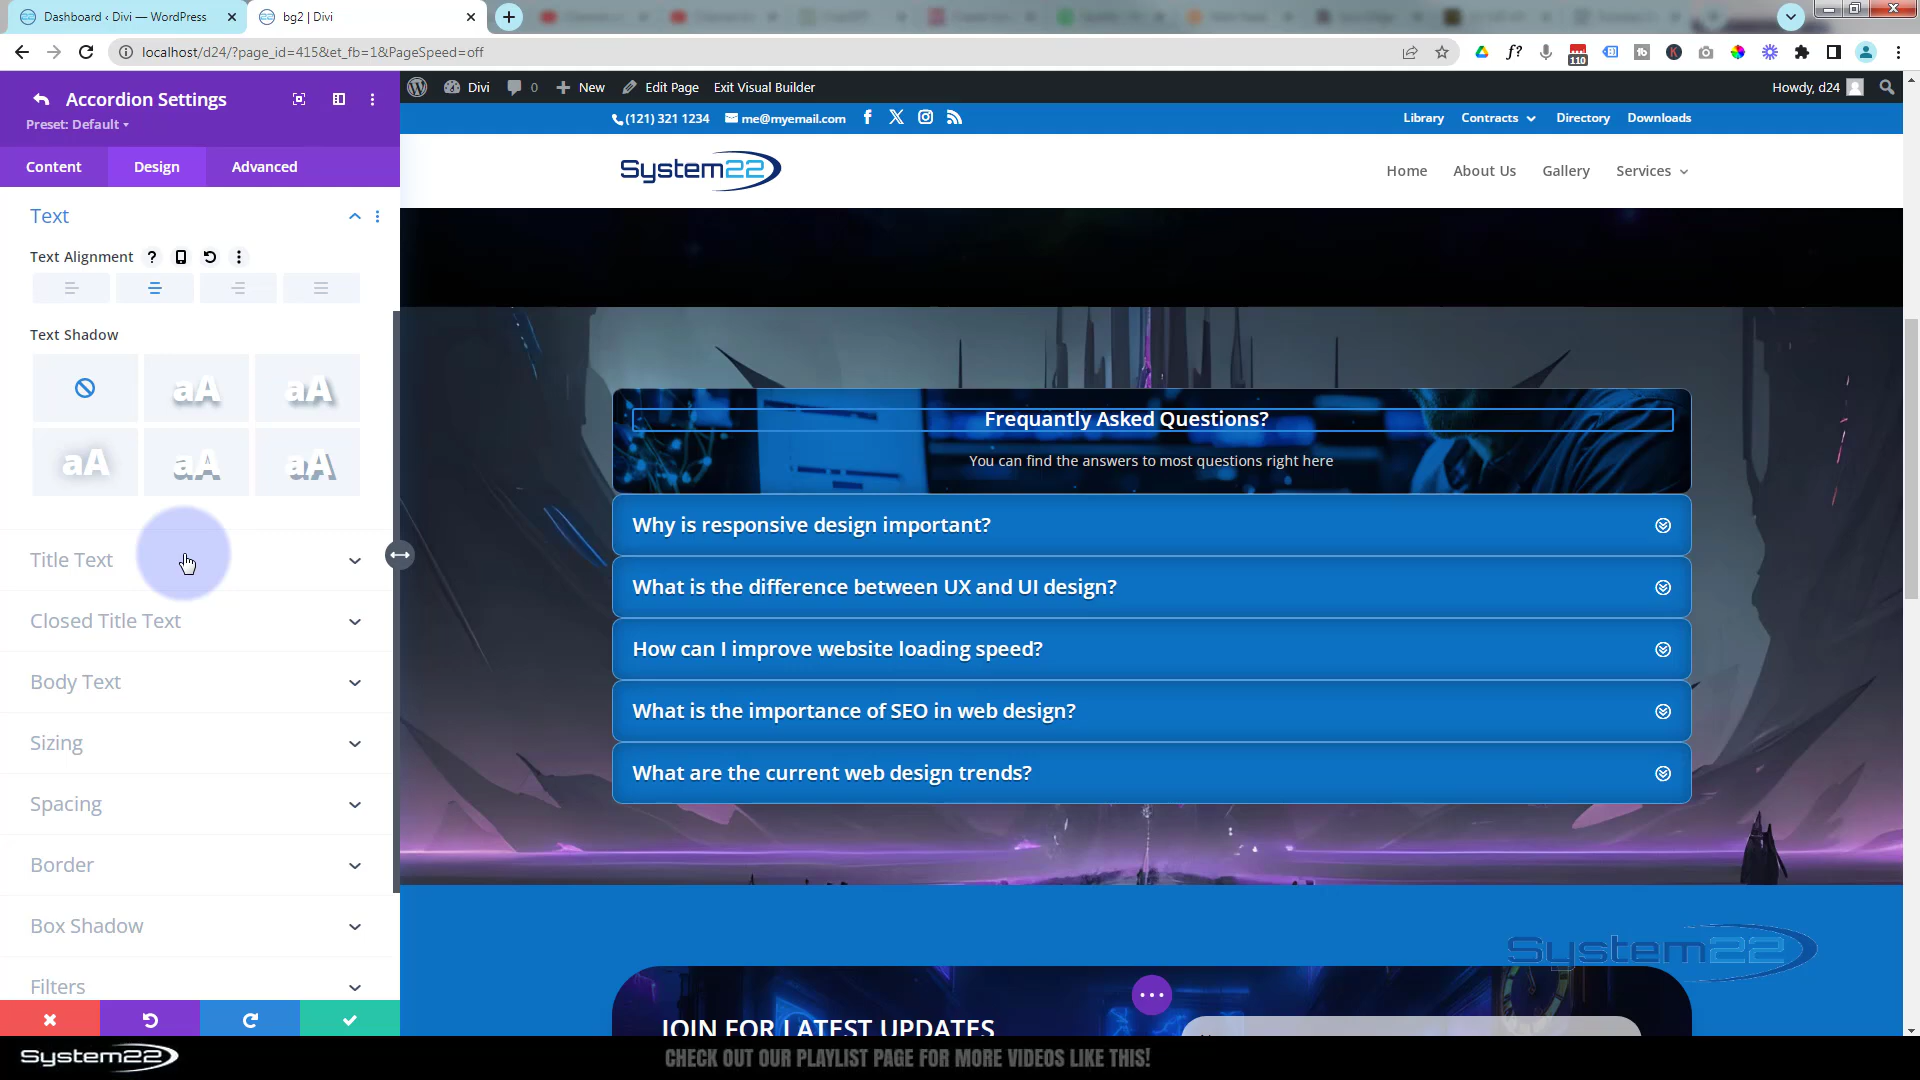 Dashboard ‹ Divi — WordPress
bg2 | Divi
localhost/d24/?page_id=415&et_fb=1&PageSpeed=off
110
Accordion Settings
Preset: Default
Content
Design
Advanced
Text
Text Alignment
Text Shadow
aA
aA
aA
aA
aA
Title Text
Closed Title Text
Body Text
Sizing
Spacing
Border
Box Shadow
Filters
Divi
0
New
Edit Page
Exit Visual Builder
Howdy, d24
(121) 321 1234
me@myemail.com
Library
Contracts
Directory
Downloads
System22
Home
About Us
Gallery
Services
Frequantly Asked Questions?
You can find the answers to most questions right here
Why is responsive design important?
What is the difference between UX and UI design?
How can I improve website loading speed?
What is the importance of SEO in web design?
What are the current web design trends?
System22
JOIN FOR LATEST UPDATES
System22
CHECK OUT OUR PLAYLIST PAGE FOR MORE VIDEOS LIKE THIS!